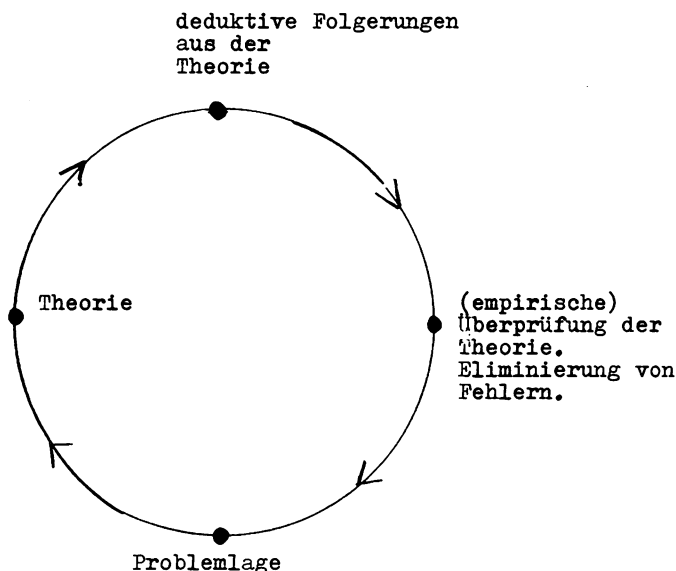 deduktive Folgerungen
aus der
Theorie
Theorie
(empirische)
Überprüfung der
Theorie.
Eliminierung von
Fehlern.
Problemlage